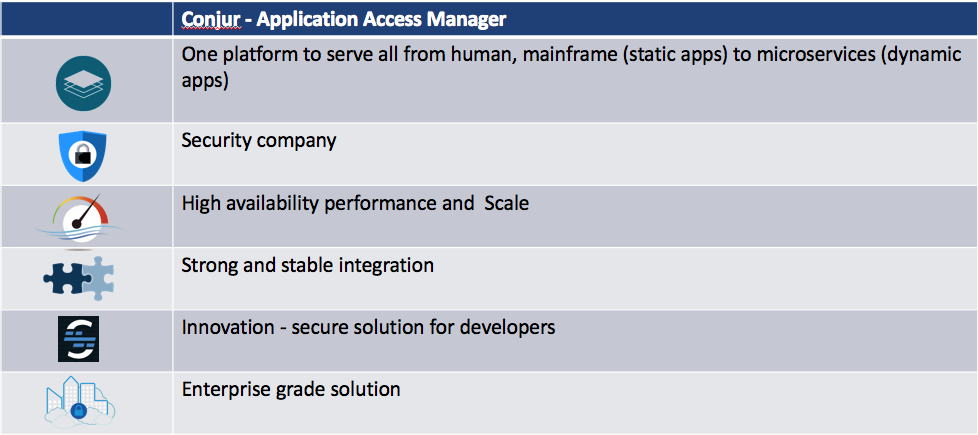 Conjur - Application Access Manager
One platform to serve all from human, mainframe (static apps) to microservices (dynamic
apps)
Security company
High availability performance and  Scale
Strong and stable integration
Innovation - secure solution for developers
Enterprise grade solution